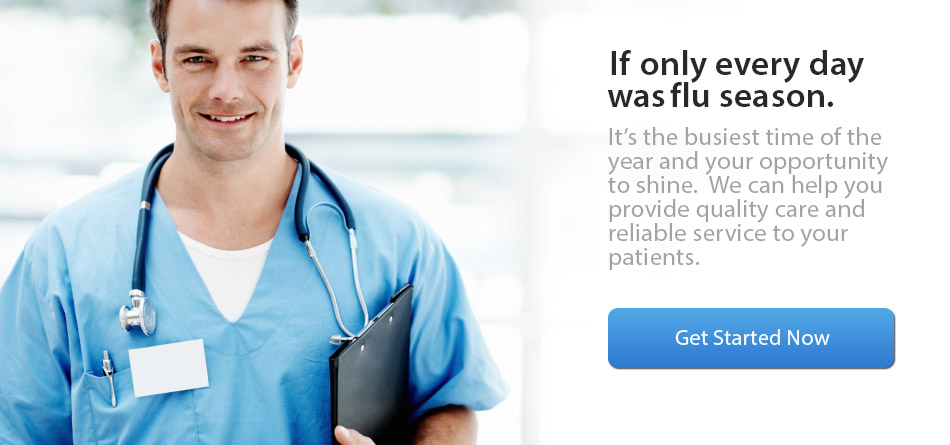 If only every day
was flu season.
It's the busiest time of the
year and your opportunity
to shine.  We can help you
provide quality care and
reliable service to your
patients.
Get Started Now